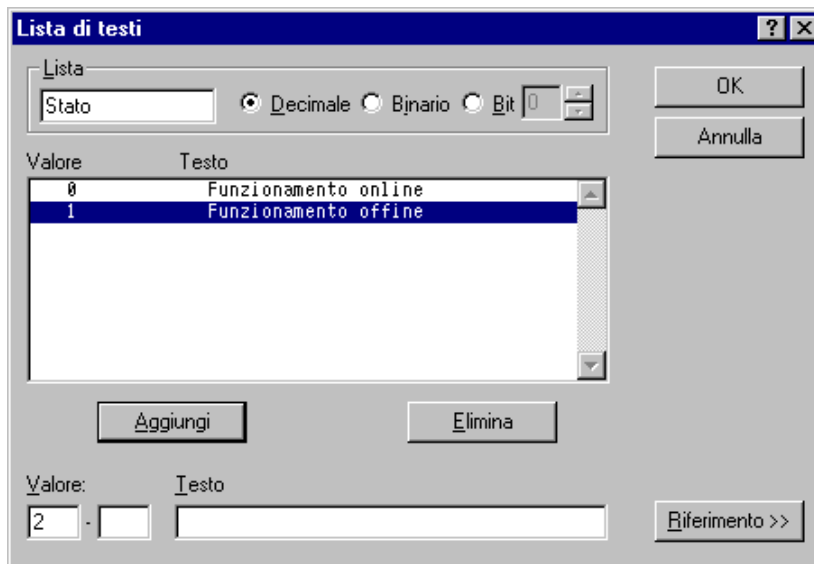 Lista di testi
Lista
Stato Decimale Binario Bit 0
OK
Annulla
Valore Testo
0 Funzionamento online
1 Funzionamento offine
Aggiungi Elimina
Valore: Testo
2 -
Riferimento >>